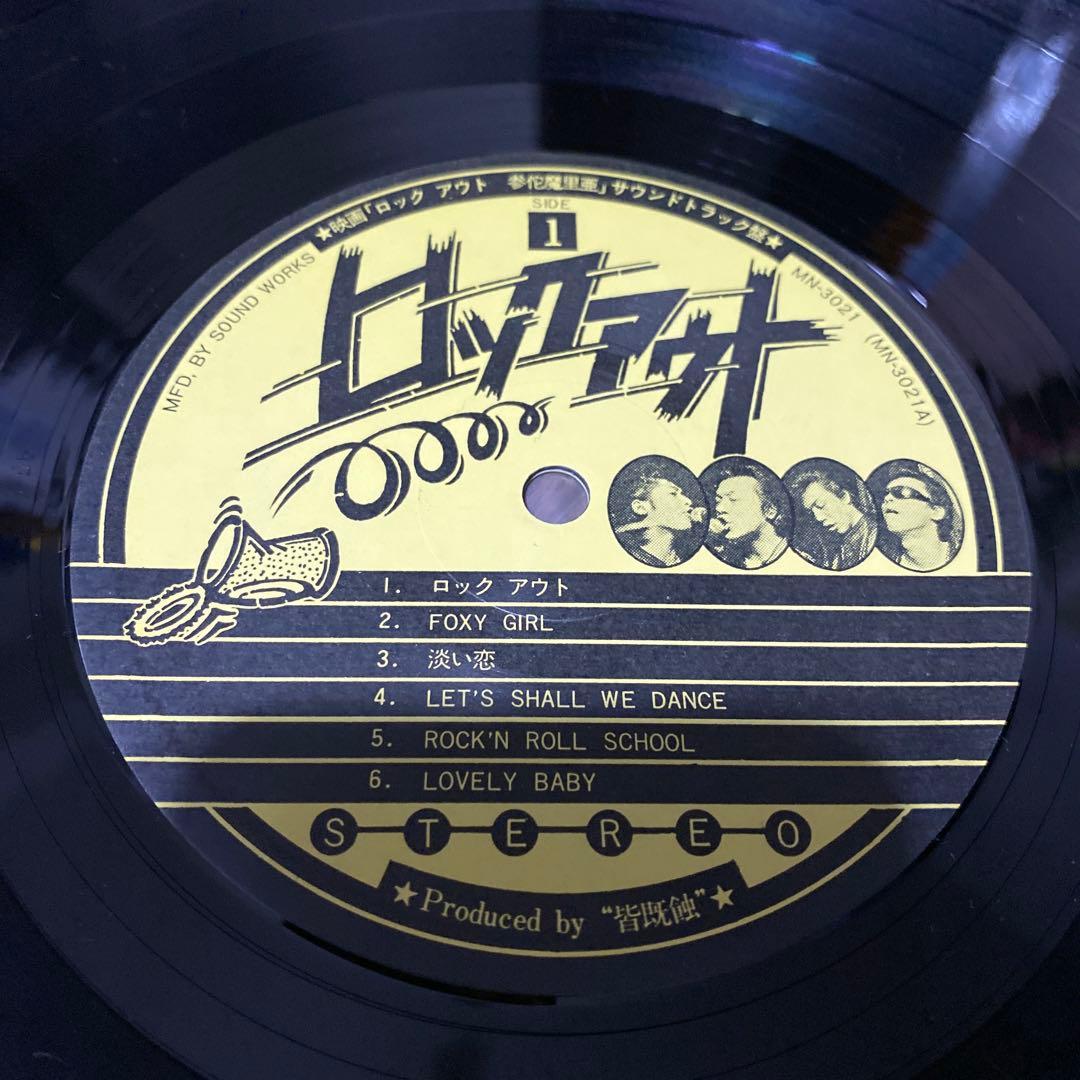 ★映画「ロック アウト 参佗魔里亜」サウンドトラック盤★
SIDE
1
MFD, BY SOUND WORKS
MN-3021 (MN-3021A)
ロックアウト
1. ロック アウト
2. FOXY GIRL
3. 淡い恋
4. LET'S SHALL WE DANCE
5. ROCK'N ROLL SCHOOL
6. LOVELY BABY
STEREO
★Produced by "皆既蝕"★